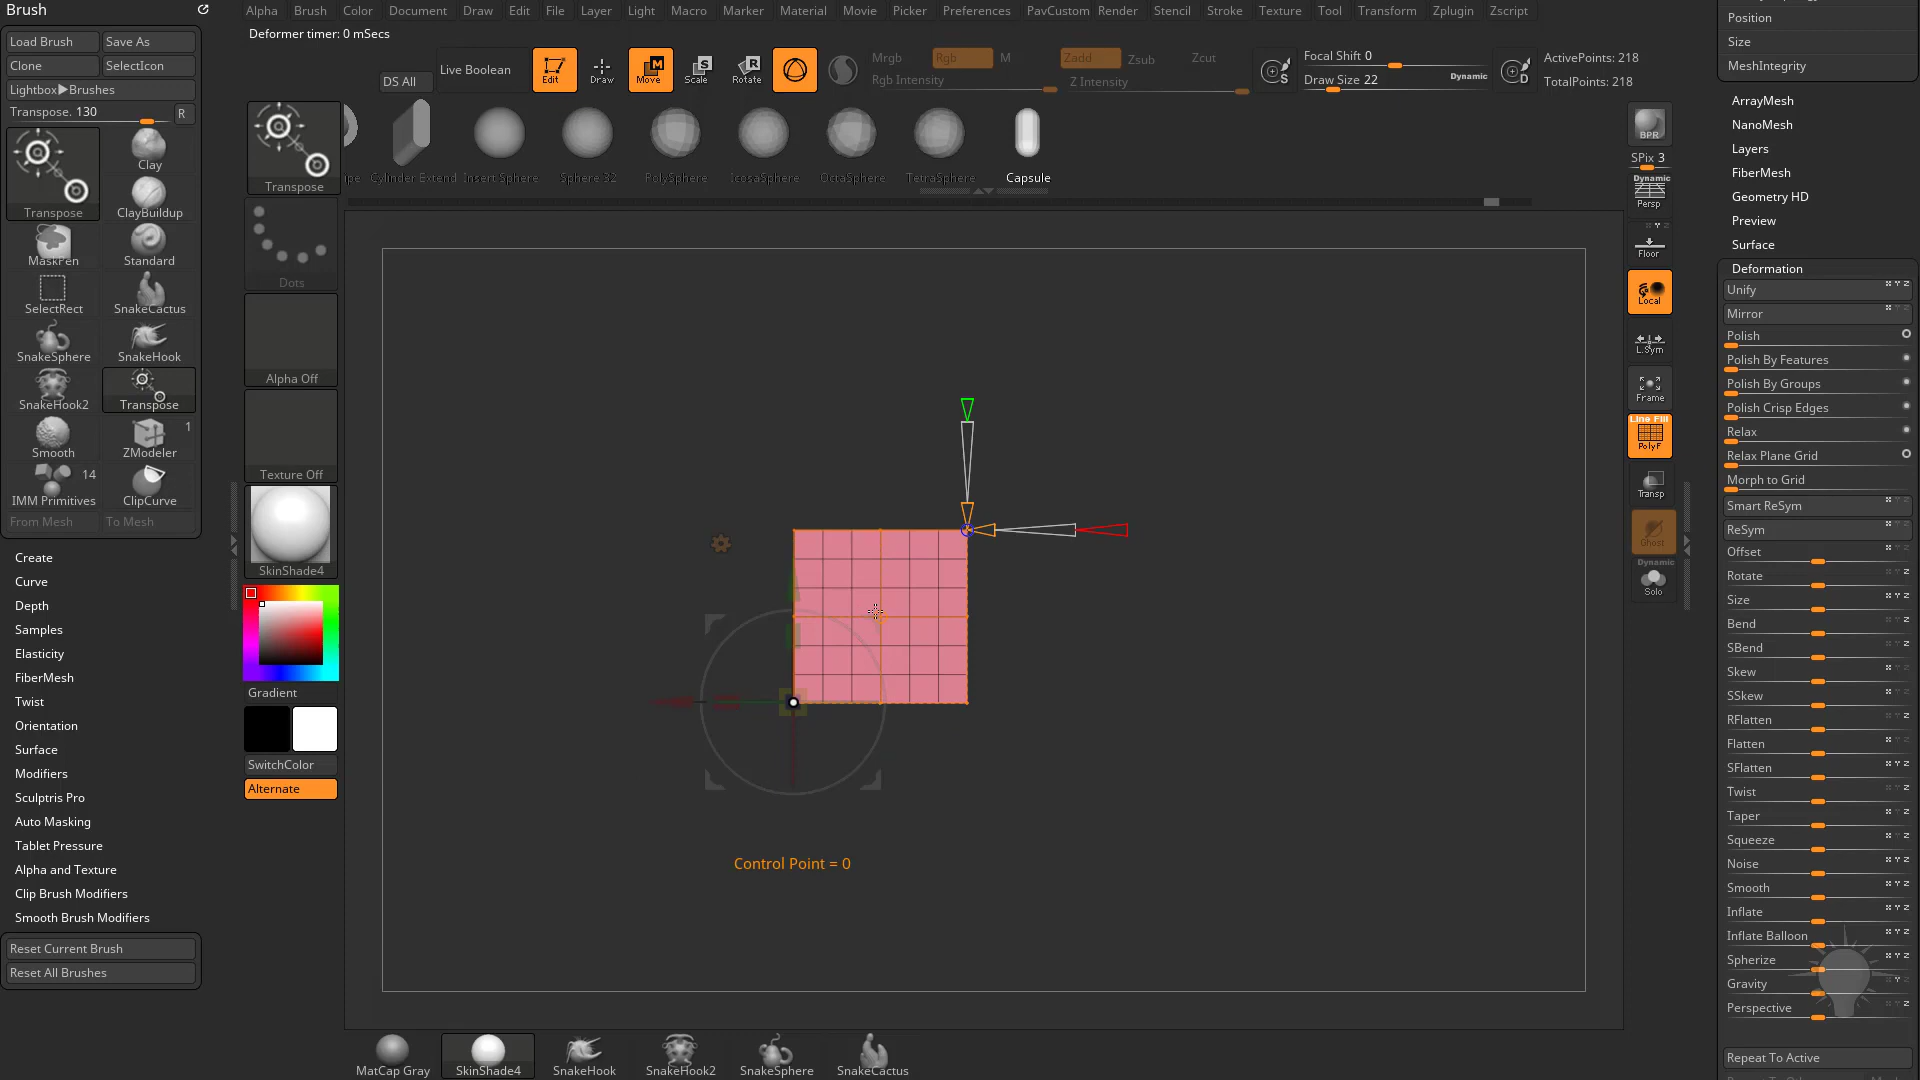 Brush
Alpha Brush Color Document Draw Edit File Layer Light Macro Marker Material Movie Picker Preferences PavCustom Render Stencil Stroke Texture Tool Transform Zplugin Zscript
Deformer timer: 0 mSecs
Load Brush Save As
Clone SelectIcon
Lightbox▶Brushes
Transpose. 130 R
Transpose
Clay
ClayBuildup
MaskPen Standard
SelectRect SnakeCactus
SnakeSphere SnakeHook
SnakeHook2 Transpose
Smooth ZModeler 1
IMM Primitives 14 ClipCurve
From Mesh To Mesh
Create
Curve
Depth
Samples
Elasticity
FiberMesh
Twist
Orientation
Surface
Modifiers
Sculptris Pro
Auto Masking
Tablet Pressure
Alpha and Texture
Clip Brush Modifiers
Smooth Brush Modifiers
Reset Current Brush
Reset All Brushes
DS All Live Boolean Edit Draw Move Scale Rotate
Mrgb Rgb M
Rgb Intensity
Zadd Zsub Zcut
Z Intensity
Focal Shift 0
Draw Size 22 Dynamic
ActivePoints: 218
TotalPoints: 218
Transpose Cylinder Extend Insert Sphere Sphere 32 PolySphere IcosaSphere OctaSphere TetraSphere Capsule
Dots
Alpha Off
Texture Off
SkinShade4
Gradient
SwitchColor
Alternate
Control Point = 0
MatCap Gray SkinShade4 SnakeHook SnakeHook2 SnakeSphere SnakeCactus
BPR
SPix 3
Dynamic
Persp
Floor
Local
L.Sym
Frame
Line Fill
PolyF
Transp
Ghost
Dynamic
Solo
Position
Size
MeshIntegrity
ArrayMesh
NanoMesh
Layers
FiberMesh
Geometry HD
Preview
Surface
Deformation
Unify
Mirror
Polish
Polish By Features
Polish By Groups
Polish Crisp Edges
Relax
Relax Plane Grid
Morph to Grid
Smart ReSym
ReSym
Offset
Rotate
Size
Bend
SBend
Skew
SSkew
RFlatten
Flatten
SFlatten
Twist
Taper
Squeeze
Noise
Smooth
Inflate
Inflate Balloon
Spherize
Gravity
Perspective
Repeat To Active